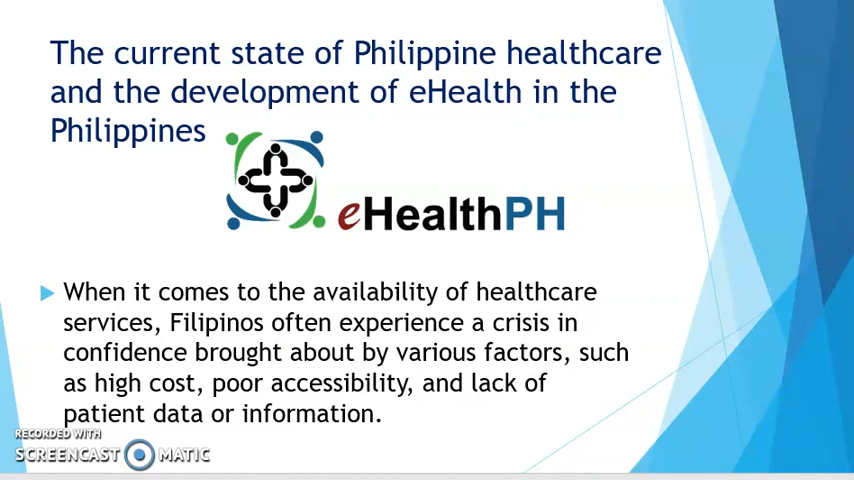 The current state of Philippine healthcare
and the development of eHealth in the
Philippines
eHealthPH
When it comes to the availability of healthcare
services, Filipinos often experience a crisis in
confidence brought about by various factors, such
as high cost, poor accessibility, and lack of
patient data or information.
RECORDED WITH
SCREENCAST MATIC